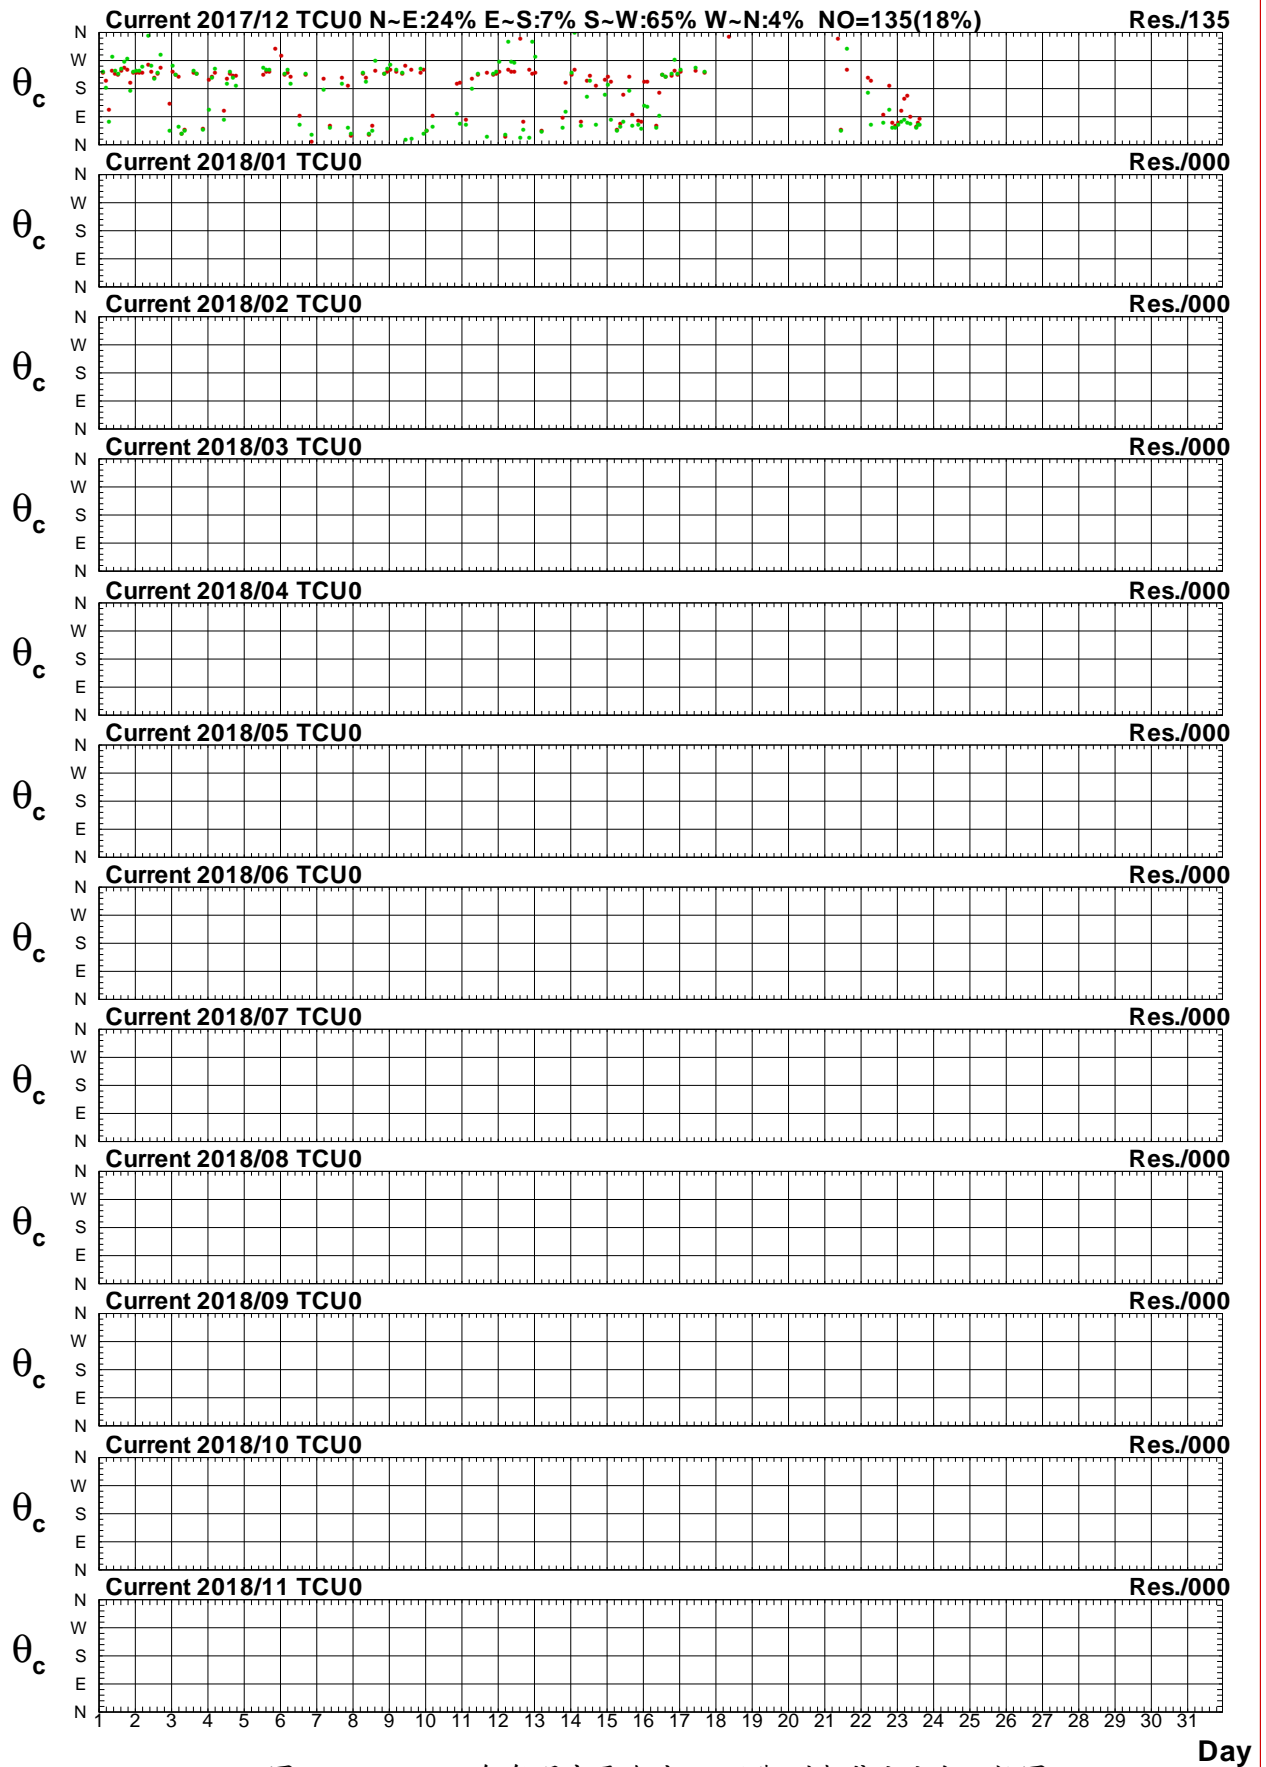 Current 2017/12 TCU0 N~E:24% E~S:7% S~W:65% W~N:4% NO=135(18%) Res./135
N
W
S
E
N
θc
Current 2018/01 TCU0 Res./000
N
W
S
E
N
θc
Current 2018/02 TCU0 Res./000
N
W
S
E
N
θc
Current 2018/03 TCU0 Res./000
N
W
S
E
N
θc
Current 2018/04 TCU0 Res./000
N
W
S
E
N
θc
Current 2018/05 TCU0 Res./000
N
W
S
E
N
θc
Current 2018/06 TCU0 Res./000
N
W
S
E
N
θc
Current 2018/07 TCU0 Res./000
N
W
S
E
N
θc
Current 2018/08 TCU0 Res./000
N
W
S
E
N
θc
Current 2018/09 TCU0 Res./000
N
W
S
E
N
θc
Current 2018/10 TCU0 Res./000
N
W
S
E
N
θc
Current 2018/11 TCU0 Res./000
N
W
S
E
N
θc
1 2 3 4 5 6 7 8 9 10 11 12 13 14 15 16 17 18 19 20 21 22 23 24 25 26 27 28 29 30 31
Day